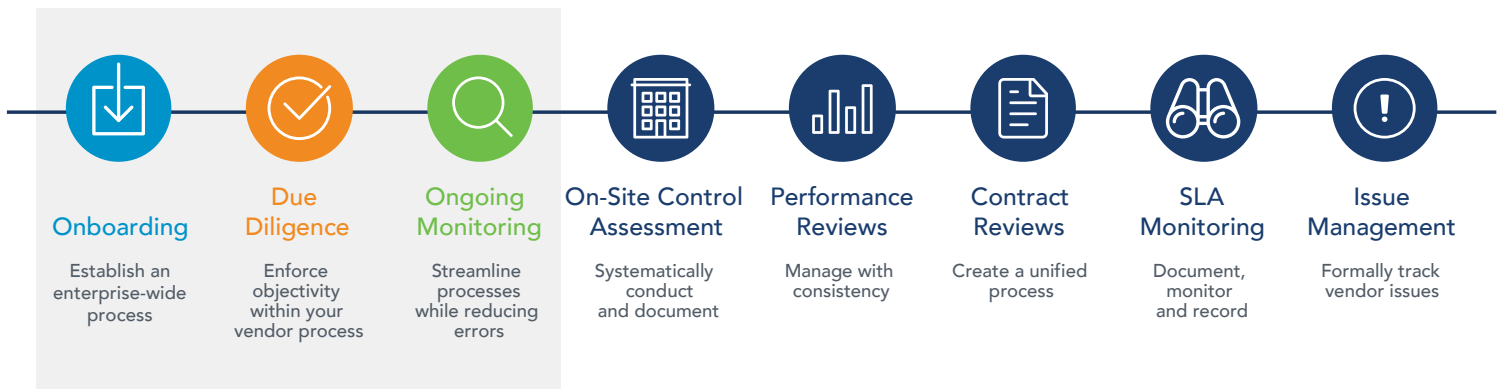 Onboarding
Establish an
enterprise-wide
process
Due
Diligence
Enforce
objectivity
within your
vendor process
Ongoing
Monitoring
Streamline
processes
while reducing
errors
On-Site Control
Assessment
Systematically
conduct
and document
Performance
Reviews
Manage with
consistency
Contract
Reviews
Create a unified
process
SLA
Monitoring
Document,
monitor
and record
Issue
Management
Formally track
vendor issues